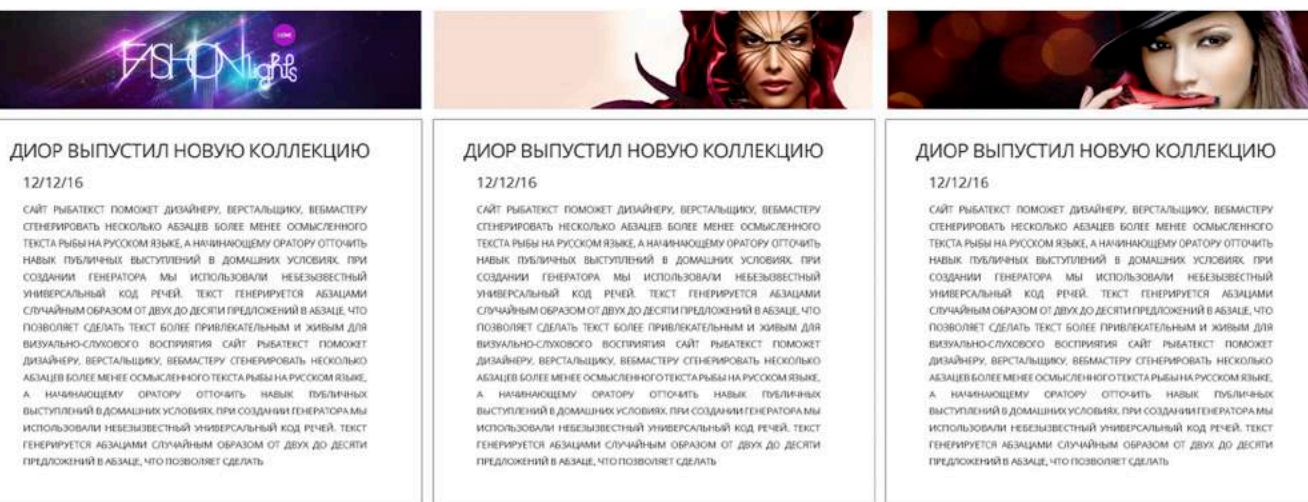 FASHION lights
ДИОР ВЫПУСТИЛ НОВУЮ КОЛЛЕКЦИЮ
12/12/16
САЙТ РЫБАТЕКСТ ПОМОЖЕТ ДИЗАЙНЕРУ, ВЕРСТАЛЬЩИКУ, ВЕБМАСТЕРУ
СГЕНЕРИРОВАТЬ НЕСКОЛЬКО АБЗАЦЕВ БОЛЕЕ МЕНЕЕ ОСМЫСЛЕННОГО
ТЕКСТА РЫБЫ НА РУССКОМ ЯЗЫКЕ, А НАЧИНАЮЩЕМУ ОРАТОРУ ОТТОЧИТЬ
НАВЫК ПУБЛИЧНЫХ ВЫСТУПЛЕНИЙ В ДОМАШНИХ УСЛОВИЯХ. ПРИ
СОЗДАНИИ ГЕНЕРАТОРА МЫ ИСПОЛЬЗОВАЛИ НЕБЕЗЫЗВЕСТНЫЙ
УНИВЕРСАЛЬНЫЙ КОД РЕЧЕЙ. ТЕКСТ ГЕНЕРИРУЕТСЯ АБЗАЦАМИ
СЛУЧАЙНЫМ ОБРАЗОМ ОТ ДВУХ ДО ДЕСЯТИ ПРЕДЛОЖЕНИЙ В АБЗАЦЕ, ЧТО
ПОЗВОЛЯЕТ СДЕЛАТЬ ТЕКСТ БОЛЕЕ ПРИВЛЕКАТЕЛЬНЫМ И ЖИВЫМ ДЛЯ
ВИЗУАЛЬНО-СЛУХОВОГО ВОСПРИЯТИЯ САЙТ РЫБАТЕКСТ ПОМОЖЕТ
ДИЗАЙНЕРУ, ВЕРСТАЛЬЩИКУ, ВЕБМАСТЕРУ СГЕНЕРИРОВАТЬ НЕСКОЛЬКО
АБЗАЦЕВ БОЛЕЕ МЕНЕЕ ОСМЫСЛЕННОГО ТЕКСТА РЫБЫ НА РУССКОМ ЯЗЫКЕ,
А НАЧИНАЮЩЕМУ ОРАТОРУ ОТТОЧИТЬ НАВЫК ПУБЛИЧНЫХ
ВЫСТУПЛЕНИЙ В ДОМАШНИХ УСЛОВИЯХ. ПРИ СОЗДАНИИ ГЕНЕРАТОРА МЫ
ИСПОЛЬЗОВАЛИ НЕБЕЗЫЗВЕСТНЫЙ УНИВЕРСАЛЬНЫЙ КОД РЕЧЕЙ. ТЕКСТ
ГЕНЕРИРУЕТСЯ АБЗАЦАМИ СЛУЧАЙНЫМ ОБРАЗОМ ОТ ДВУХ ДО ДЕСЯТИ
ПРЕДЛОЖЕНИЙ В АБЗАЦЕ, ЧТО ПОЗВОЛЯЕТ СДЕЛАТЬ
ДИОР ВЫПУСТИЛ НОВУЮ КОЛЛЕКЦИЮ
12/12/16
САЙТ РЫБАТЕКСТ ПОМОЖЕТ ДИЗАЙНЕРУ, ВЕРСТАЛЬЩИКУ, ВЕБМАСТЕРУ
СГЕНЕРИРОВАТЬ НЕСКОЛЬКО АБЗАЦЕВ БОЛЕЕ МЕНЕЕ ОСМЫСЛЕННОГО
ТЕКСТА РЫБЫ НА РУССКОМ ЯЗЫКЕ, А НАЧИНАЮЩЕМУ ОРАТОРУ ОТТОЧИТЬ
НАВЫК ПУБЛИЧНЫХ ВЫСТУПЛЕНИЙ В ДОМАШНИХ УСЛОВИЯХ. ПРИ
СОЗДАНИИ ГЕНЕРАТОРА МЫ ИСПОЛЬЗОВАЛИ НЕБЕЗЫЗВЕСТНЫЙ
УНИВЕРСАЛЬНЫЙ КОД РЕЧЕЙ. ТЕКСТ ГЕНЕРИРУЕТСЯ АБЗАЦАМИ
СЛУЧАЙНЫМ ОБРАЗОМ ОТ ДВУХ ДО ДЕСЯТИ ПРЕДЛОЖЕНИЙ В АБЗАЦЕ, ЧТО
ПОЗВОЛЯЕТ СДЕЛАТЬ ТЕКСТ БОЛЕЕ ПРИВЛЕКАТЕЛЬНЫМ И ЖИВЫМ ДЛЯ
ВИЗУАЛЬНО-СЛУХОВОГО ВОСПРИЯТИЯ САЙТ РЫБАТЕКСТ ПОМОЖЕТ
ДИЗАЙНЕРУ, ВЕРСТАЛЬЩИКУ, ВЕБМАСТЕРУ СГЕНЕРИРОВАТЬ НЕСКОЛЬКО
АБЗАЦЕВ БОЛЕЕ МЕНЕЕ ОСМЫСЛЕННОГО ТЕКСТА РЫБЫ НА РУССКОМ ЯЗЫКЕ,
А НАЧИНАЮЩЕМУ ОРАТОРУ ОТТОЧИТЬ НАВЫК ПУБЛИЧНЫХ
ВЫСТУПЛЕНИЙ В ДОМАШНИХ УСЛОВИЯХ. ПРИ СОЗДАНИИ ГЕНЕРАТОРА МЫ
ИСПОЛЬЗОВАЛИ НЕБЕЗЫЗВЕСТНЫЙ УНИВЕРСАЛЬНЫЙ КОД РЕЧЕЙ. ТЕКСТ
ГЕНЕРИРУЕТСЯ АБЗАЦАМИ СЛУЧАЙНЫМ ОБРАЗОМ ОТ ДВУХ ДО ДЕСЯТИ
ПРЕДЛОЖЕНИЙ В АБЗАЦЕ, ЧТО ПОЗВОЛЯЕТ СДЕЛАТЬ
ДИОР ВЫПУСТИЛ НОВУЮ КОЛЛЕКЦИЮ
12/12/16
САЙТ РЫБАТЕКСТ ПОМОЖЕТ ДИЗАЙНЕРУ, ВЕРСТАЛЬЩИКУ, ВЕБМАСТЕРУ
СГЕНЕРИРОВАТЬ НЕСКОЛЬКО АБЗАЦЕВ БОЛЕЕ МЕНЕЕ ОСМЫСЛЕННОГО
ТЕКСТА РЫБЫ НА РУССКОМ ЯЗЫКЕ, А НАЧИНАЮЩЕМУ ОРАТОРУ ОТТОЧИТЬ
НАВЫК ПУБЛИЧНЫХ ВЫСТУПЛЕНИЙ В ДОМАШНИХ УСЛОВИЯХ. ПРИ
СОЗДАНИИ ГЕНЕРАТОРА МЫ ИСПОЛЬЗОВАЛИ НЕБЕЗЫЗВЕСТНЫЙ
УНИВЕРСАЛЬНЫЙ КОД РЕЧЕЙ. ТЕКСТ ГЕНЕРИРУЕТСЯ АБЗАЦАМИ
СЛУЧАЙНЫМ ОБРАЗОМ ОТ ДВУХ ДО ДЕСЯТИ ПРЕДЛОЖЕНИЙ В АБЗАЦЕ, ЧТО
ПОЗВОЛЯЕТ СДЕЛАТЬ ТЕКСТ БОЛЕЕ ПРИВЛЕКАТЕЛЬНЫМ И ЖИВЫМ ДЛЯ
ВИЗУАЛЬНО-СЛУХОВОГО ВОСПРИЯТИЯ САЙТ РЫБАТЕКСТ ПОМОЖЕТ
ДИЗАЙНЕРУ, ВЕРСТАЛЬЩИКУ, ВЕБМАСТЕРУ СГЕНЕРИРОВАТЬ НЕСКОЛЬКО
АБЗАЦЕВ БОЛЕЕ МЕНЕЕ ОСМЫСЛЕННОГО ТЕКСТА РЫБЫ НА РУССКОМ ЯЗЫКЕ,
А НАЧИНАЮЩЕМУ ОРАТОРУ ОТТОЧИТЬ НАВЫК ПУБЛИЧНЫХ
ВЫСТУПЛЕНИЙ В ДОМАШНИХ УСЛОВИЯХ. ПРИ СОЗДАНИИ ГЕНЕРАТОРА МЫ
ИСПОЛЬЗОВАЛИ НЕБЕЗЫЗВЕСТНЫЙ УНИВЕРСАЛЬНЫЙ КОД РЕЧЕЙ. ТЕКСТ
ГЕНЕРИРУЕТСЯ АБЗАЦАМИ СЛУЧАЙНЫМ ОБРАЗОМ ОТ ДВУХ ДО ДЕСЯТИ
ПРЕДЛОЖЕНИЙ В АБЗАЦЕ, ЧТО ПОЗВОЛЯЕТ СДЕЛАТЬ